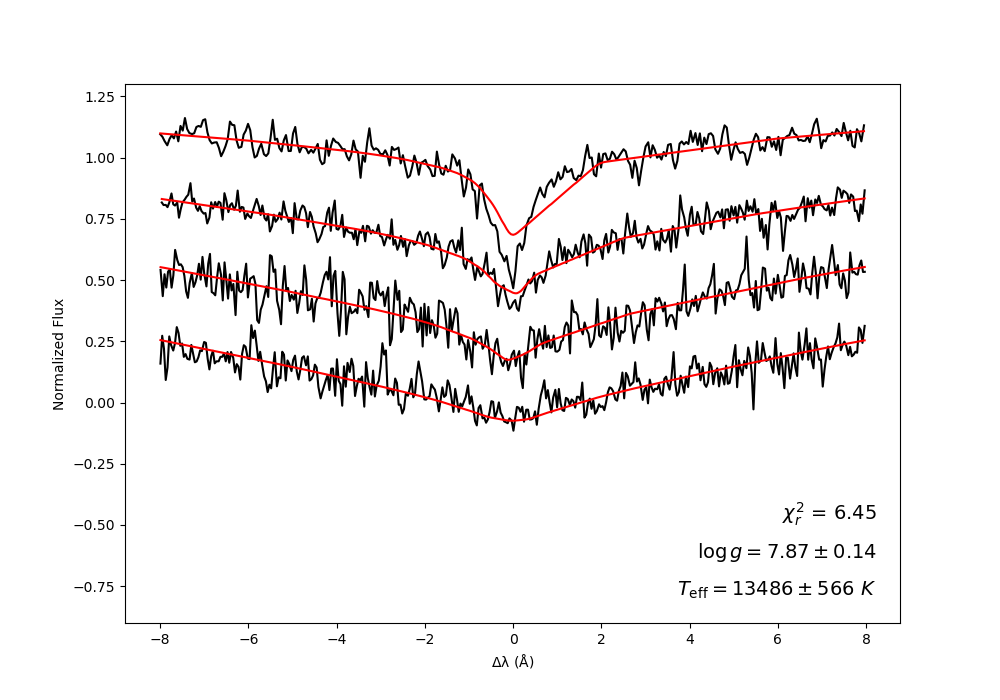 1.25
1.00
0.75
0.50
0.25
0.00
−0.25
−0.50
−0.75
Normalized Flux
χ²ᵣ = 6.45
log g = 7.87 ± 0.14
T_eff = 13486 ± 566 K
−8 −6 −4 −2 0 2 4 6 8
Δλ (Å)